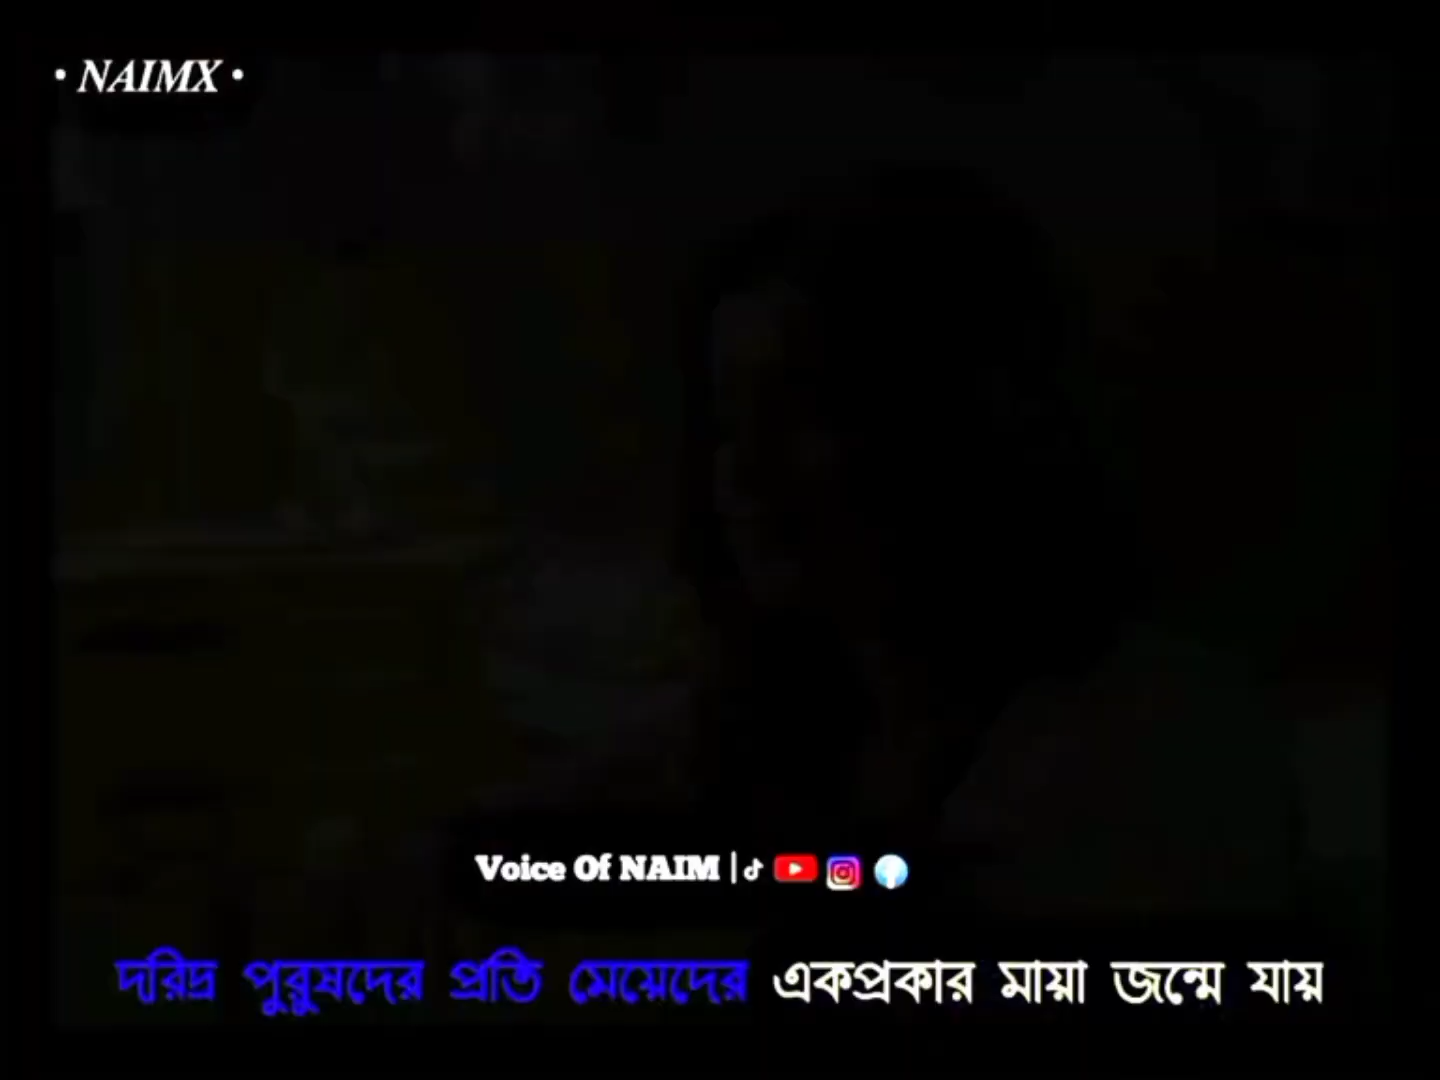 • NAIMX •
Voice Of NAIM |
দরিদ্র পুরুষদের প্রতি মেয়েদের একপ্রকার মায়া জন্মে যায়